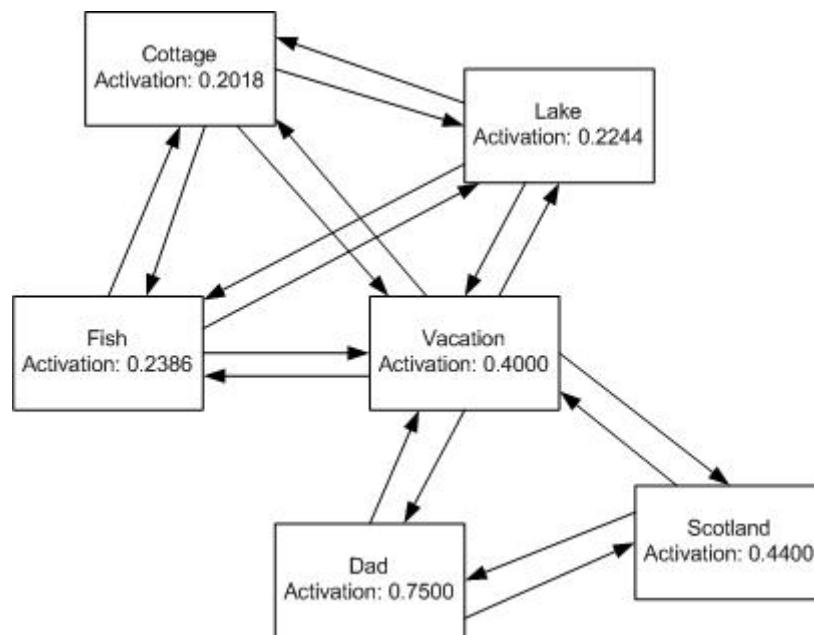 Cottage
Activation: 0.2018
Lake
Activation: 0.2244
Fish
Activation: 0.2386
Vacation
Activation: 0.4000
Scotland
Activation: 0.4400
Dad
Activation: 0.7500